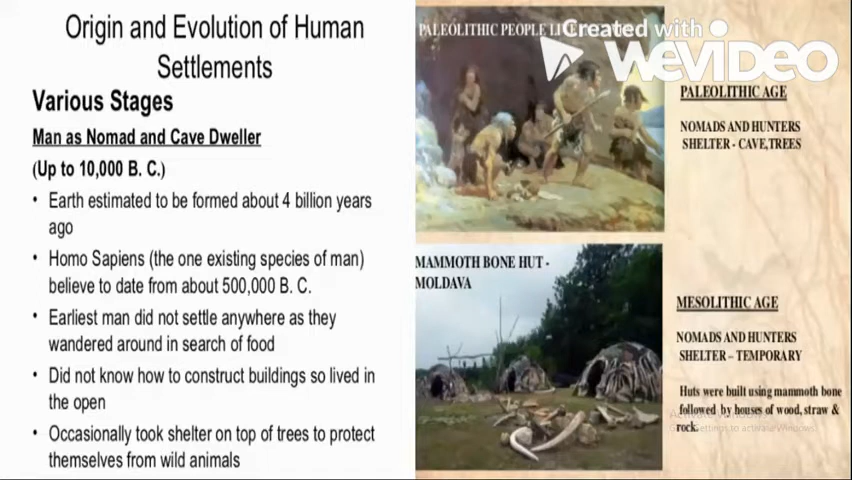 Origin and Evolution of Human
Settlements
Various Stages
Man as Nomad and Cave Dweller
(Up to 10,000 B. C.)
• Earth estimated to be formed about 4 billion years
ago
• Homo Sapiens (the one existing species of man)
believe to date from about 500,000 B. C.
• Earliest man did not settle anywhere as they
wandered around in search of food
• Did not know how to construct buildings so lived in
the open
• Occasionally took shelter on top of trees to protect
themselves from wild animals
PALEOLITHIC PEOPLE
Created with
WEVIDEO
PALEOLITHIC AGE
NOMADS AND HUNTERS
SHELTER - CAVE,TREES
MAMMOTH BONE HUT -
MOLDAVA
MESOLITHIC AGE
NOMADS AND HUNTERS
SHELTER – TEMPORARY
Huts were built using mammoth bone
followed by houses of wood, straw &
rock.
Activate Windows
Settings to activate Windows.